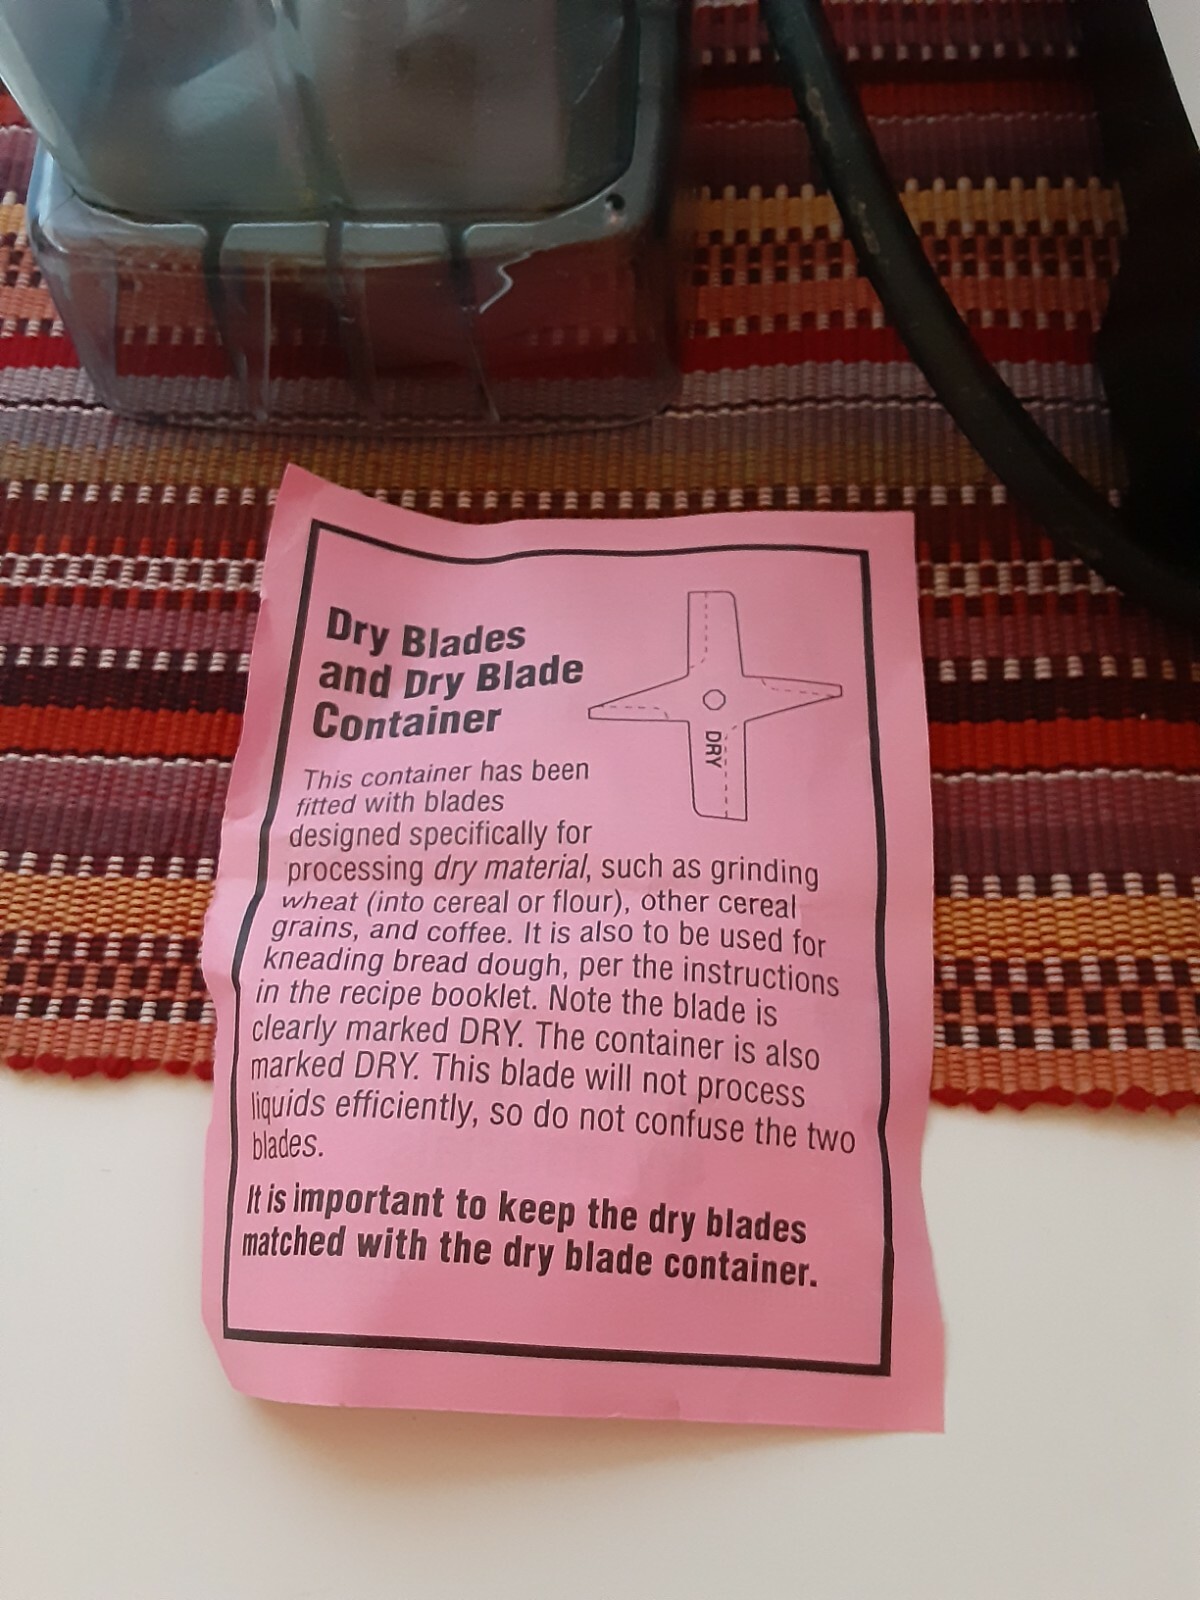 Dry Blades
and Dry Blade
Container
DRY
This container has been
fitted with blades
designed specifically for
processing dry material, such as grinding
wheat (into cereal or flour), other cereal
grains, and coffee. It is also to be used for
kneading bread dough, per the instructions
in the recipe booklet. Note the blade is
clearly marked DRY. The container is also
marked DRY. This blade will not process
liquids efficiently, so do not confuse the two
blades.
It is important to keep the dry blades
matched with the dry blade container.